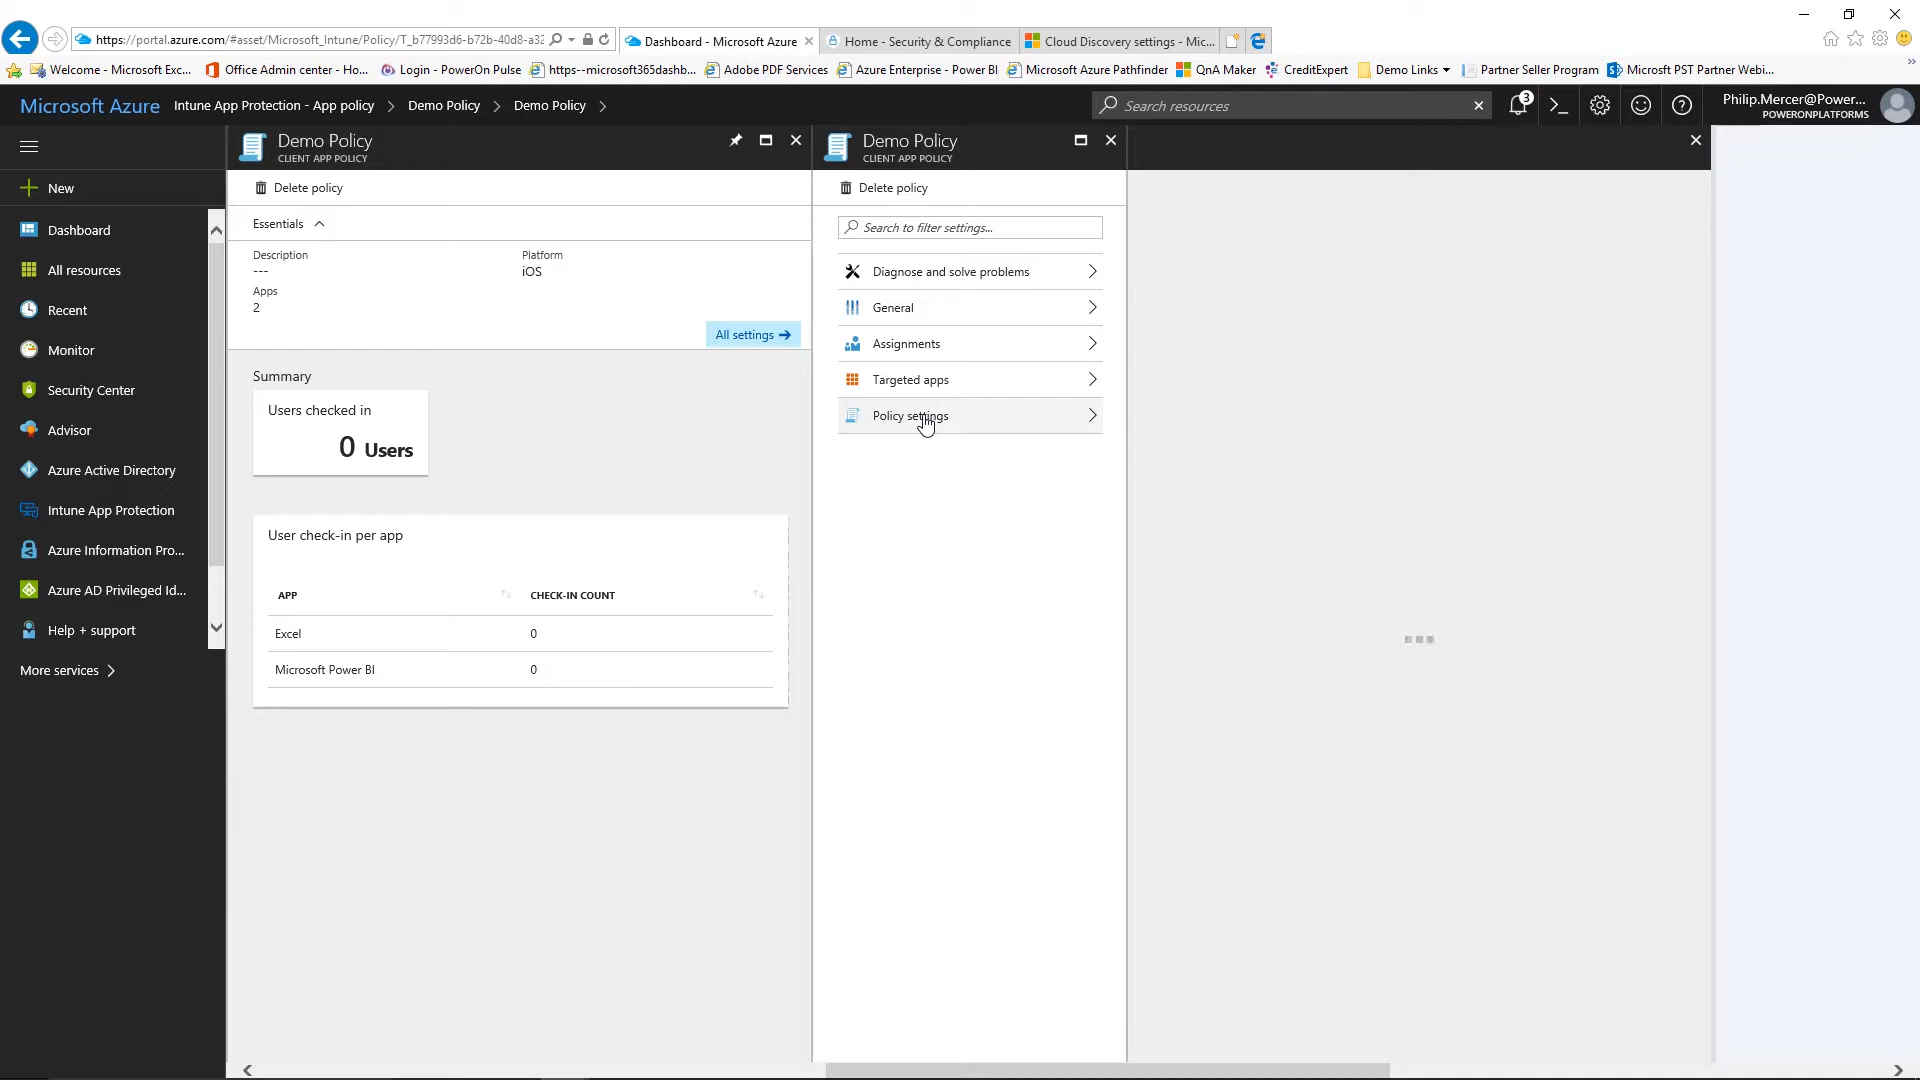 https://portal.azure.com/#asset/Microsoft_Intune/Policy/T_b77993d6-b72b-40d8-a32
Dashboard - Microsoft Azure
Home - Security & Compliance
Cloud Discovery settings - Mic...
Welcome - Microsoft Exc...
Office Admin center - Ho...
Login - PowerOn Pulse
https--microsoft365dashb...
Adobe PDF Services
Azure Enterprise - Power BI
Microsoft Azure Pathfinder
QnA Maker
CreditExpert
Demo Links
Partner Seller Program
Microsft PST Partner Webi...
Microsoft Azure
Intune App Protection - App policy
Demo Policy
Demo Policy
Search resources
3
Philip.Mercer@Power...
POWERONPLATFORMS
New
Dashboard
All resources
Recent
Monitor
Security Center
Advisor
Azure Active Directory
Intune App Protection
Azure Information Pro...
Azure AD Privileged Id...
Help + support
More services
Demo Policy
CLIENT APP POLICY
Delete policy
Essentials
Description
---
Platform
iOS
Apps
2
All settings
Summary
Users checked in
0 Users
User check-in per app
APP
CHECK-IN COUNT
Excel
0
Microsoft Power BI
0
Demo Policy
CLIENT APP POLICY
Delete policy
Search to filter settings...
Diagnose and solve problems
General
Assignments
Targeted apps
Policy settings